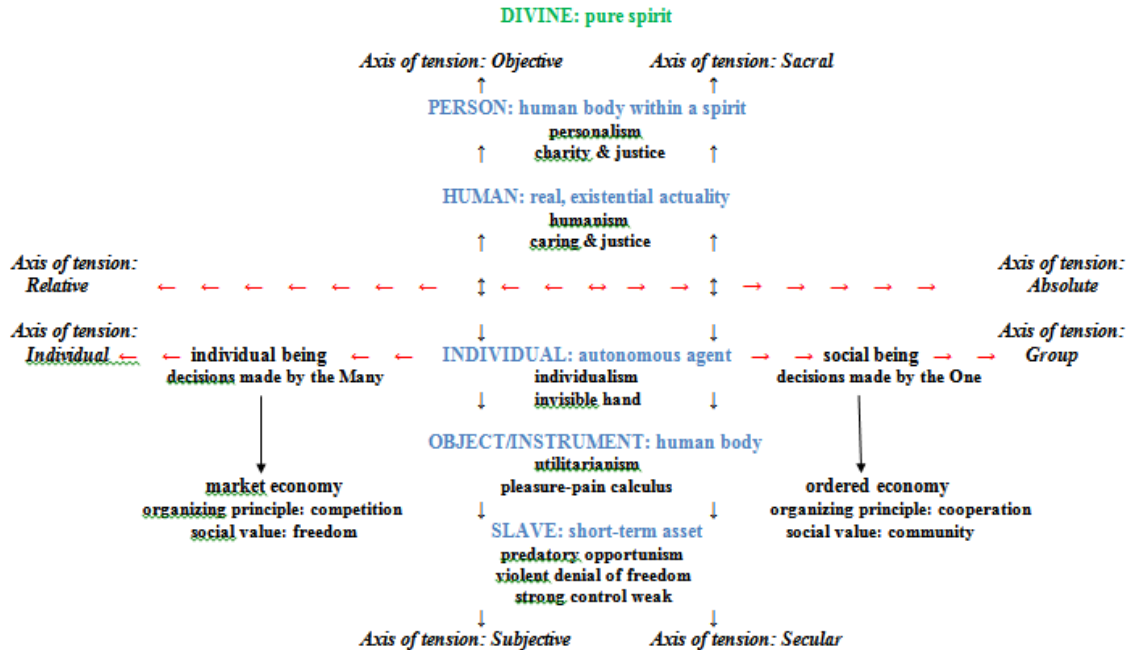 DIVINE: pure spirit
Axis of tension: Objective Axis of tension: Sacral
↑ ↑
PERSON: human body within a spirit
personalism
↑ charity & justice ↑
HUMAN: real, existential actuality
humanism
↑ caring & justice ↑
Axis of tension: Axis of tension:
Relative ← ← ← ← ← ← ← ↕ ← ← ↔ → → ↕ → → → → → Absolute
Axis of tension: ↓ ↓ Axis of tension:
Individual ← ← individual being ← ← INDIVIDUAL: autonomous agent → → social being → → Group
decisions made by the Many individualism decisions made by the One
↓ invisible hand ↓
OBJECT/INSTRUMENT: human body
utilitarianism
market economy pleasure-pain calculus ordered economy
organizing principle: competition ↓ ↓ organizing principle: cooperation
social value: freedom SLAVE: short-term asset social value: community
predatory opportunism
violent denial of freedom
strong control weak
↓ ↓
Axis of tension: Subjective Axis of tension: Secular